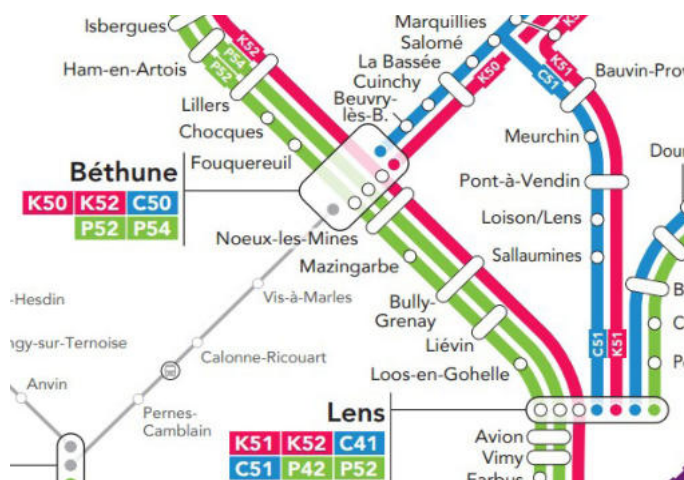 Isbergues
K52
P54
P52
Ham-en-Artois
Lillers
Chocques
Fouquereuil
Marquillies
Salomé
La Bassée
Cuinchy
Beuvry-
lès-B.
K50
C51
K51
Bauvin-Prov
Meurchin
Pont-à-Vendin
Loison/Lens
Sallaumines
Béthune
K50 K52 C50
P52 P54
Noeux-les-Mines
Mazingarbe
Bully-
Grenay
Liévin
Loos-en-Gohelle
Vis-à-Marles
-Hesdin
ngy-sur-Ternoise
Calonne-Ricouart
Anvin
Pernes-
Camblain
C51
K51
Lens
K51 K52 C41
C51 P42 P52
Avion
Vimy
Farbus
Dour
B
C